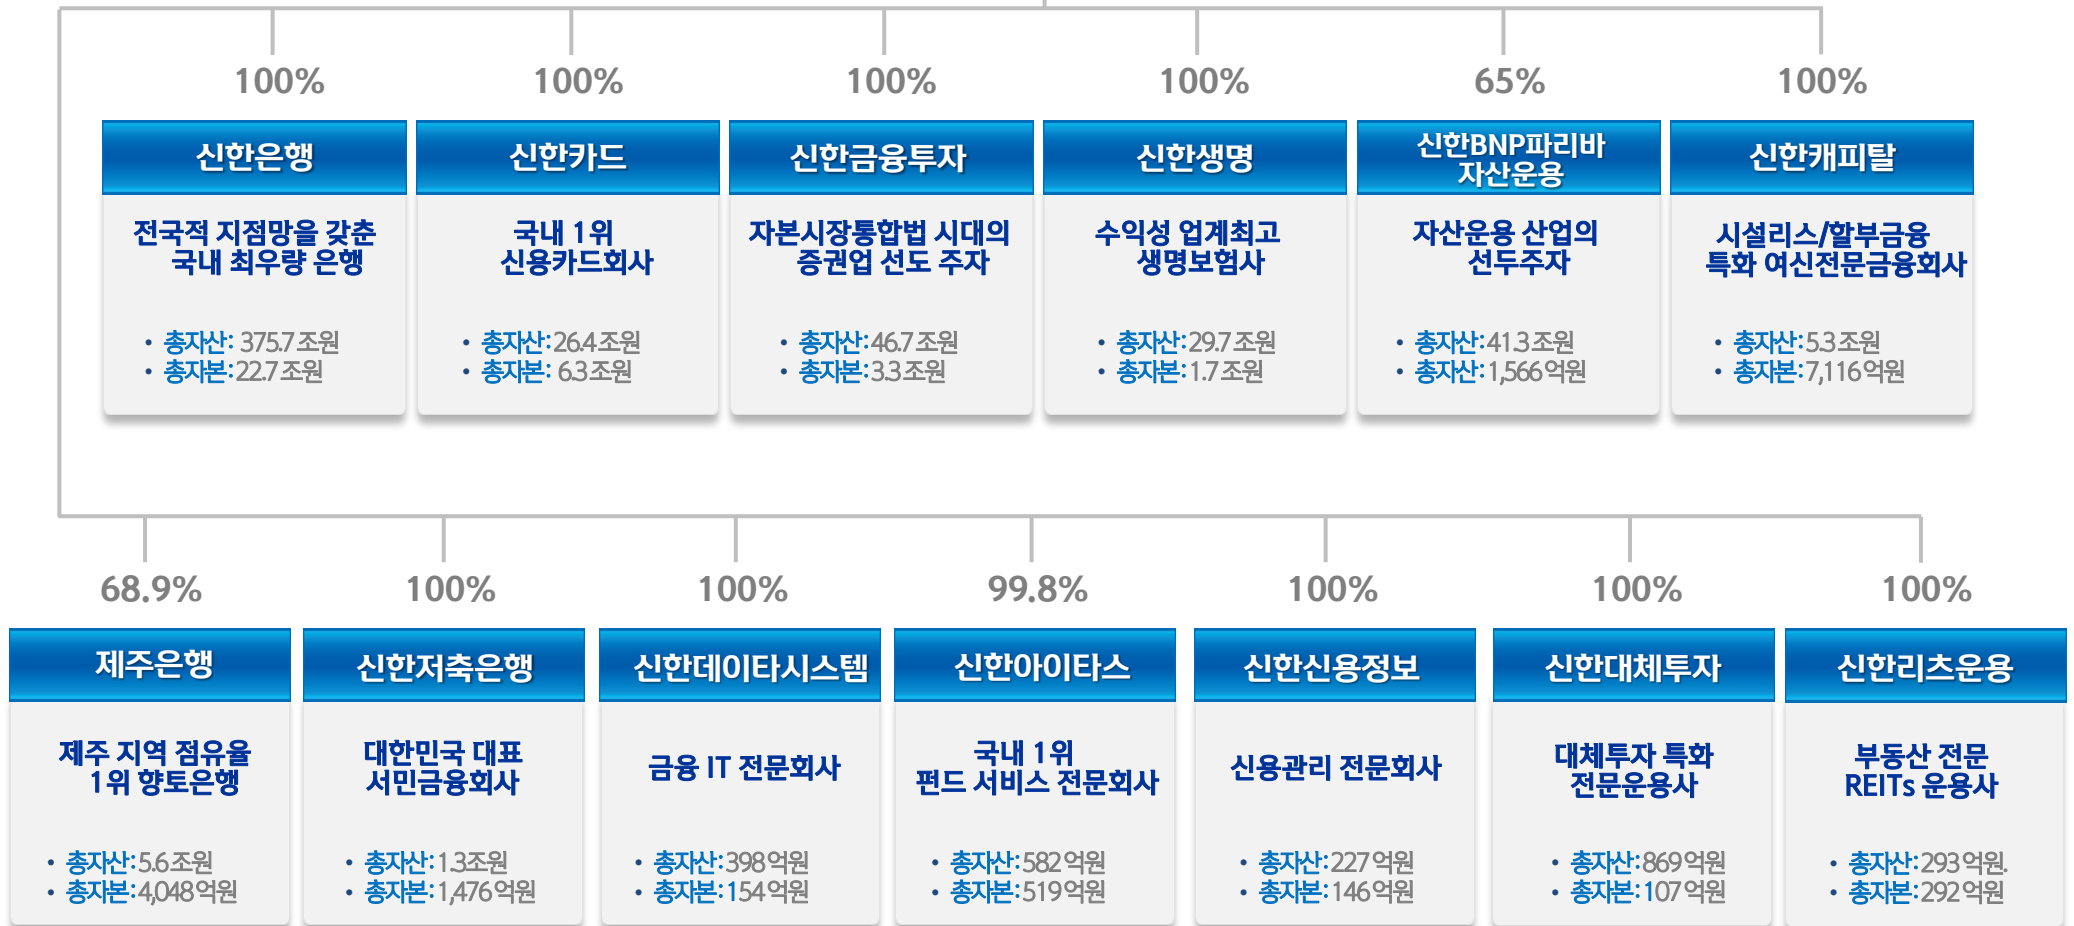 100%
100%
100%
100%
65%
100%
신한은행
신한카드
신한금융투자
신한생명
신한BNP파리바
자산운용
신한캐피탈
전국적 지점망을 갖춘
국내 최우량 은행
• 총자산: 375.7조원
• 총자본:22.7조원
국내 1위
신용카드회사
• 총자산:26.4조원
• 총자본: 6.3조원
자본시장통합법 시대의
증권업 선도 주자
• 총자산:46.7조원
• 총자본:3.3조원
수익성 업계최고
생명보험사
• 총자산:29.7조원
• 총자본:1.7조원
자산운용 산업의
선두주자
• 총자산:41.3조원
• 총자산:1,566억원
시설리스/할부금융
특화 여신전문금융회사
• 총자산:5.3조원
• 총자본:7,116억원
68.9%
100%
100%
99.8%
100%
100%
100%
제주은행
신한저축은행
신한데이타시스템
신한아이타스
신한신용정보
신한대체투자
신한리츠운용
제주 지역 점유율
1위 향토은행
• 총자산:5.6조원
• 총자본:4,048억원
대한민국 대표
서민금융회사
• 총자산:1.3조원
• 총자본:1,476억원
금융 IT 전문회사
• 총자산:398억원
• 총자본:154억원
국내 1위
펀드 서비스 전문회사
• 총자산:582억원
• 총자본:519억원
신용관리 전문회사
• 총자산:227억원
• 총자본:146억원
대체투자 특화
전문운용사
• 총자산:869억원
• 총자본:107억원
부동산 전문
REITs 운용사
• 총자산:293억원.
• 총자본:292억원